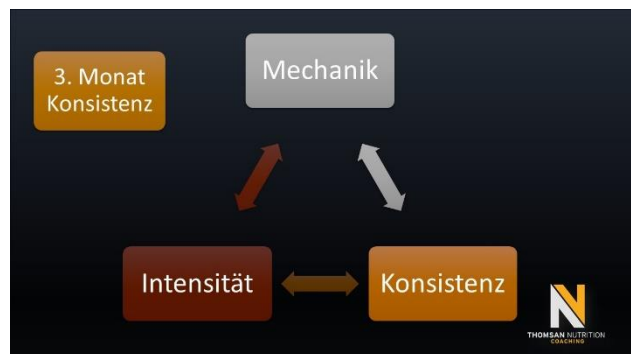 3. Monat
Konsistenz
Mechanik
Intensität
Konsistenz
THOMSAN NUTRITION
COACHING